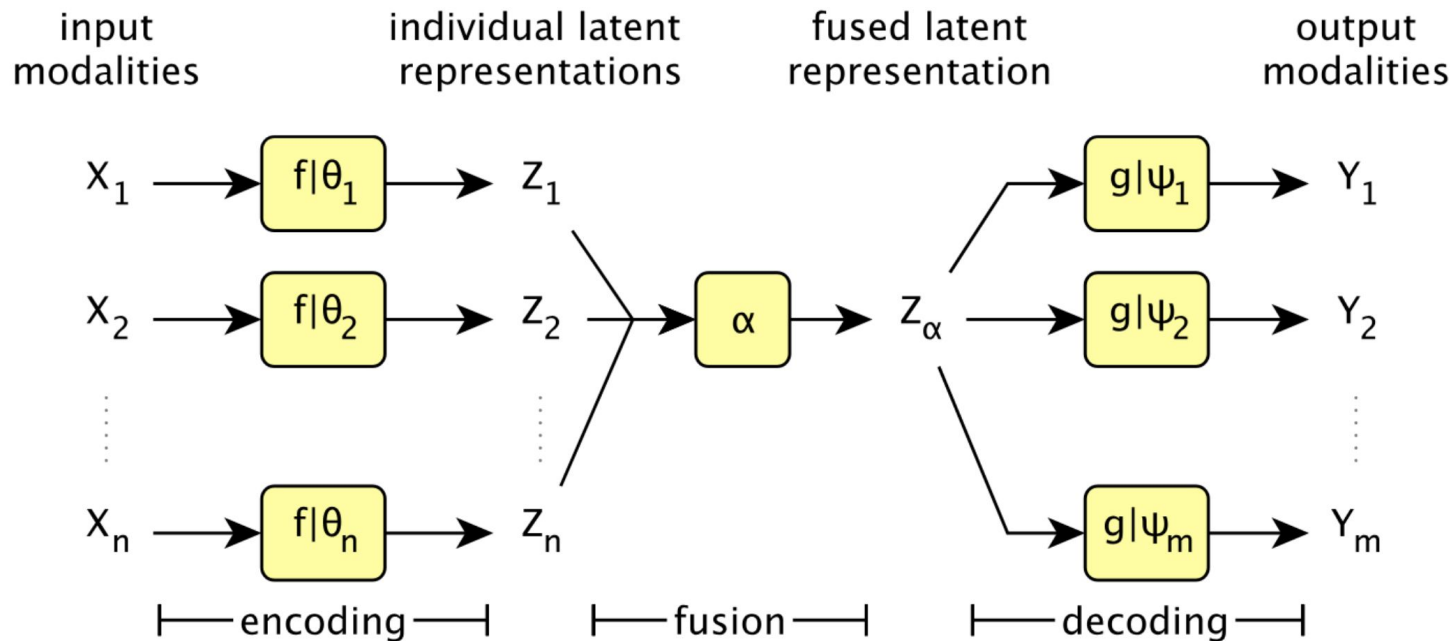 input modalities
individual latent representations
fused latent representation
output modalities
X₁ f|θ₁ Z₁ g|ψ₁ Y₁
X₂ f|θ₂ Z₂ α Z_α g|ψ₂ Y₂
Xₙ f|θₙ Zₙ g|ψₘ Yₘ
encoding fusion decoding